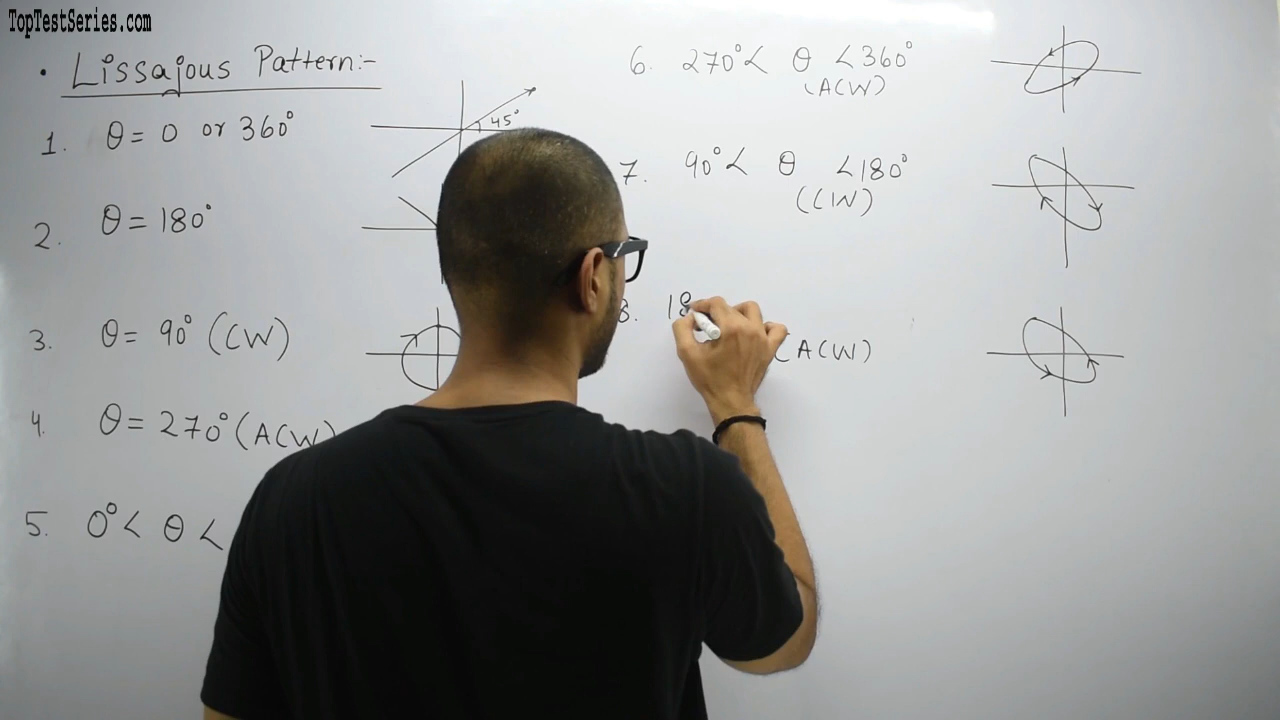 TopTestSeries.com
• Lissajous Pattern:-
1. θ = 0 or 360°
45°
2. θ = 180°
3. θ = 90° (CW)
4. θ = 270° (ACW)
5. 0° < θ <
6. 270° < θ < 360°
(ACW)
7. 90° < θ < 180°
(CW)
8. 18
(ACW)